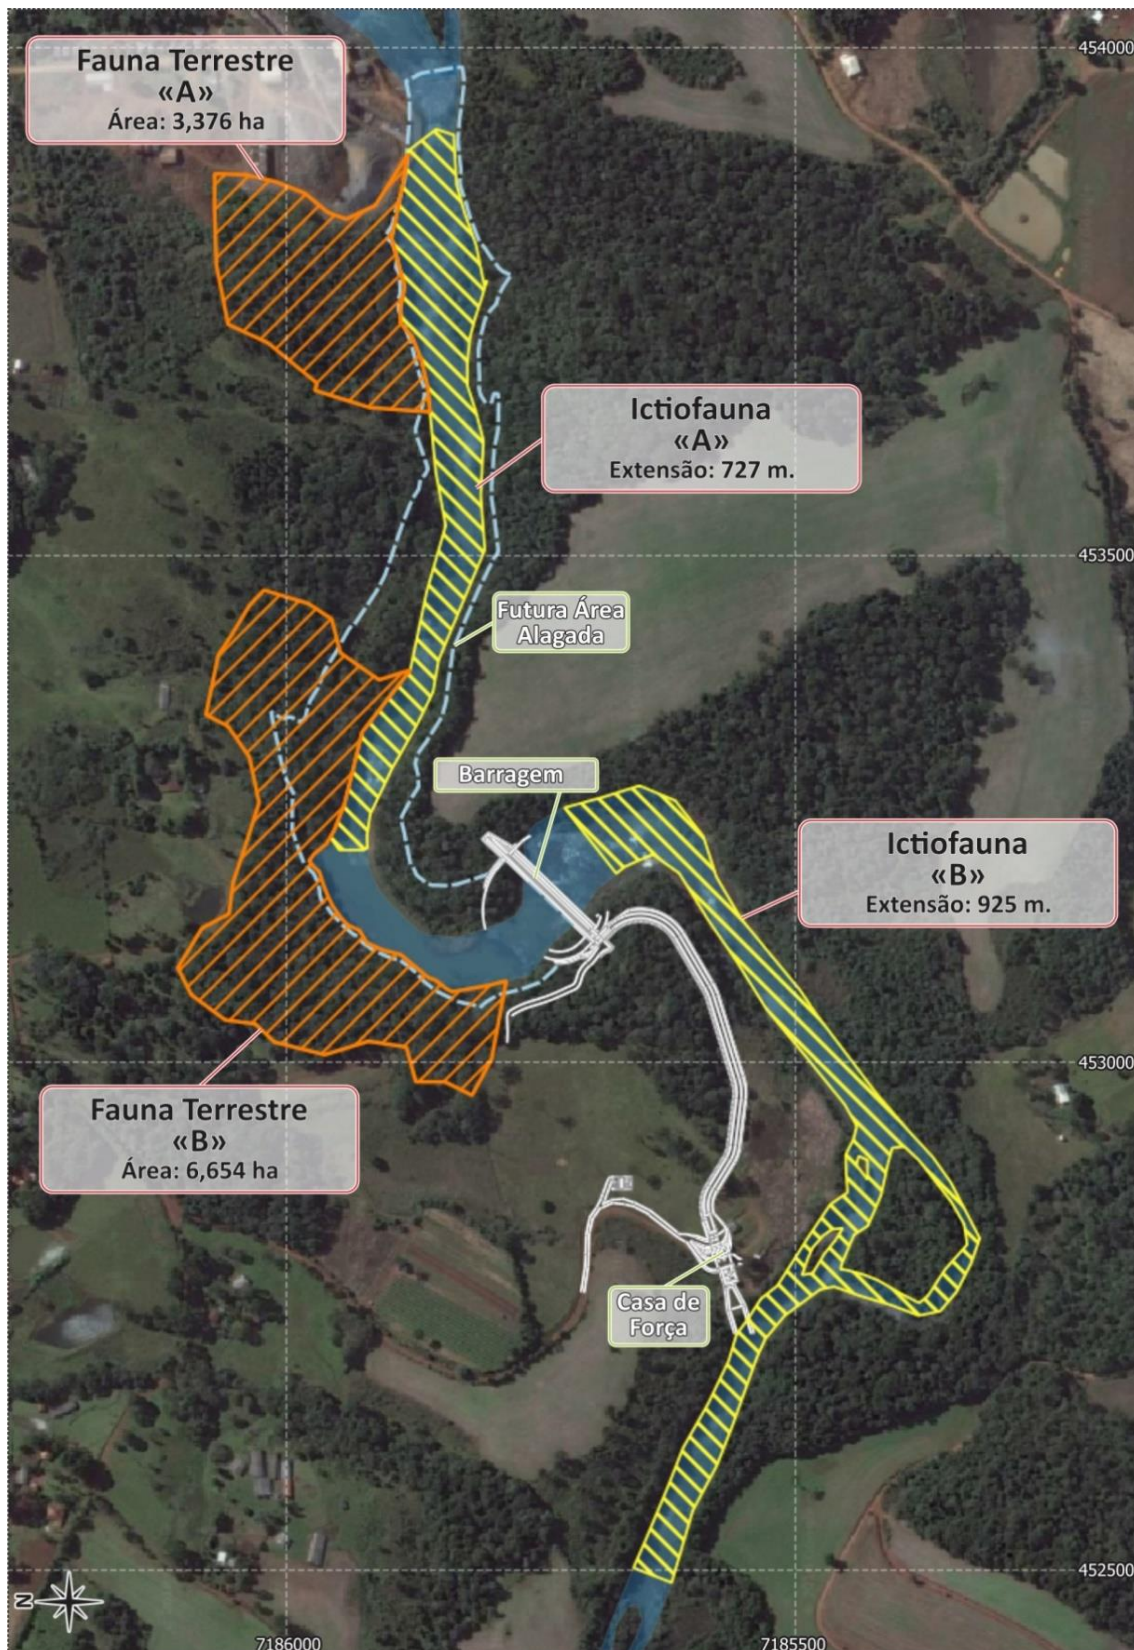 454000
Fauna Terrestre
«A»
Área: 3,376 ha
Ictiofauna
«A»
Extensão: 727 m.
453500
Futura Área
Alagada
Barragem
Ictiofauna
«B»
Extensão: 925 m.
453000
Fauna Terrestre
«B»
Área: 6,654 ha
Casa de
Força
452500
N
7186000
7185500